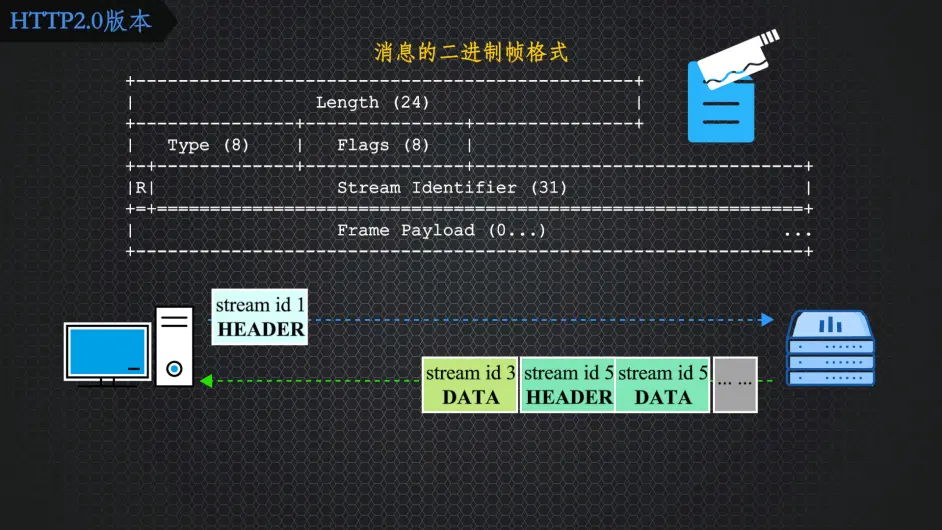 HTTP2.0版本
消息的二进制帧格式
+-----------------------------------------------+
|                 Length (24)                   |
+---------------+---------------+---------------+
|   Type (8)    |   Flags (8)   |
+-+-------------+---------------+-------------------------------+
|R|                 Stream Identifier (31)                      |
+=+=============================================================+
|                   Frame Payload (0...)                      ...
+---------------------------------------------------------------+
stream id 1
HEADER
stream id 3 stream id 5 stream id 5 ... ...
DATA HEADER DATA